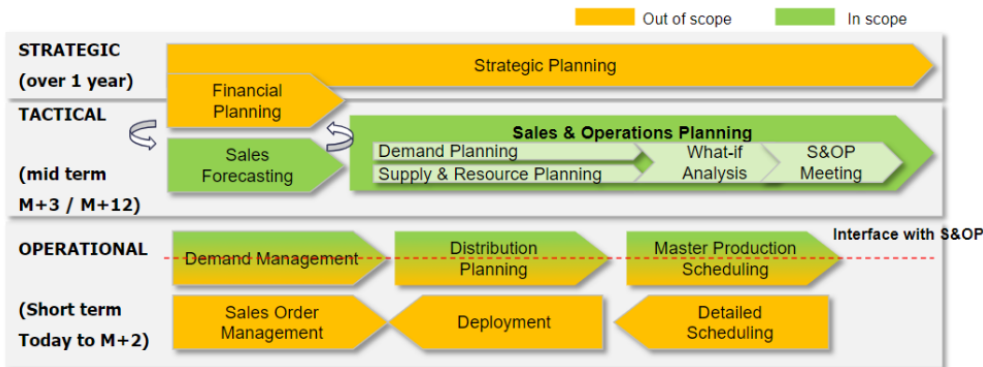 Out of scope
In scope
STRATEGIC
(over 1 year)
Strategic Planning
Financial
Planning
TACTICAL
(mid term
M+3 / M+12)
Sales
Forecasting
Sales & Operations Planning
Demand Planning
Supply & Resource Planning
What-if
Analysis
S&OP
Meeting
OPERATIONAL
(Short term
Today to M+2)
Interface with S&OP
Demand Management
Distribution
Planning
Master Production
Scheduling
Sales Order
Management
Deployment
Detailed
Scheduling